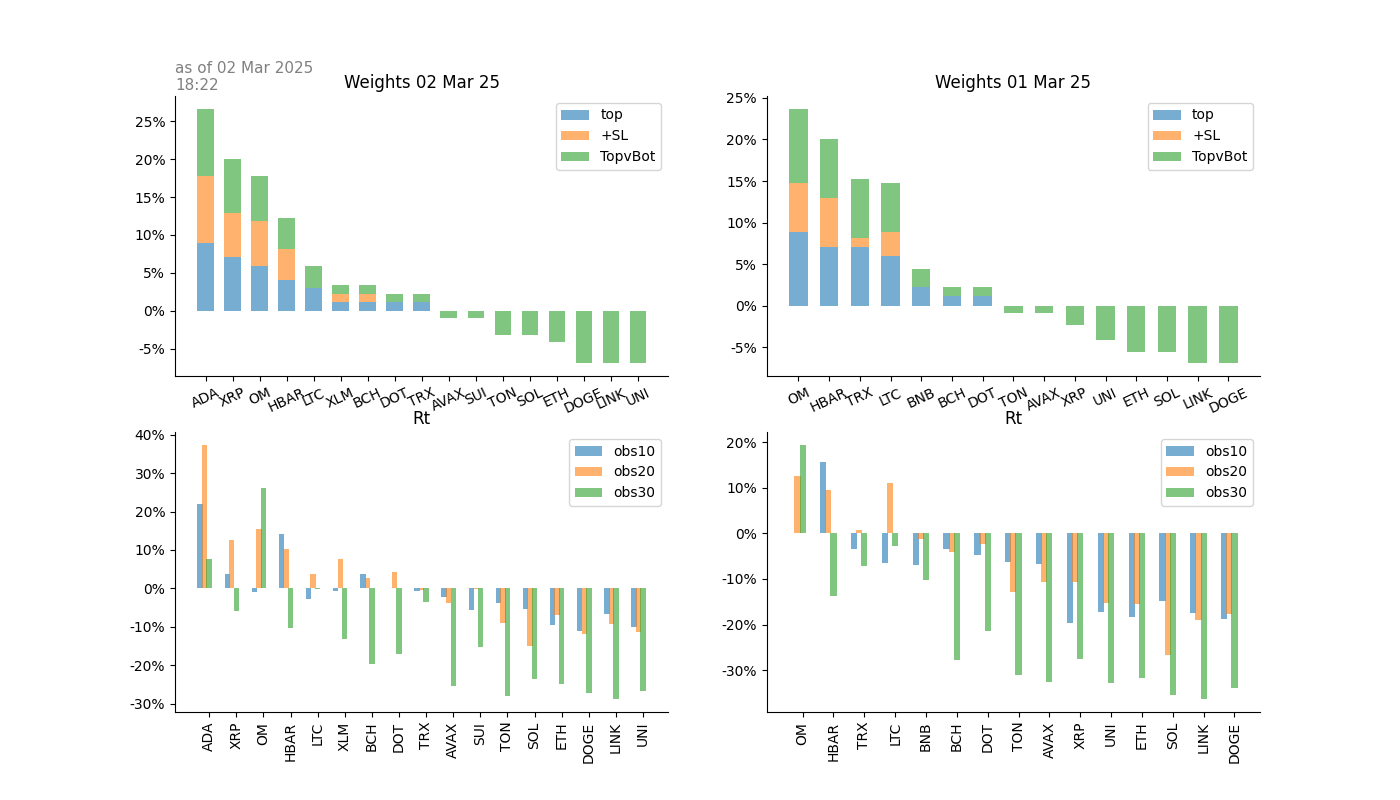 as of 02 Mar 2025
18:22
Weights 02 Mar 25
25%
20%
15%
10%
5%
0%
-5%
top
+SL
TopvBot
ADA XRP OM HBAR LTC XLM BCH DOT TRX AVAX SUI TON SOL ETH DOGE LINK UNI
Weights 01 Mar 25
25%
20%
15%
10%
5%
0%
-5%
top
+SL
TopvBot
OM HBAR TRX LTC BNB BCH DOT TON AVAX XRP UNI ETH SOL LINK DOGE
Rt
40%
30%
20%
10%
0%
-10%
-20%
-30%
obs10
obs20
obs30
ADA XRP OM HBAR LTC XLM BCH DOT TRX AVAX SUI TON SOL ETH DOGE LINK UNI
Rt
20%
10%
0%
-10%
-20%
-30%
obs10
obs20
obs30
OM HBAR TRX LTC BNB BCH DOT TON AVAX XRP UNI ETH SOL LINK DOGE